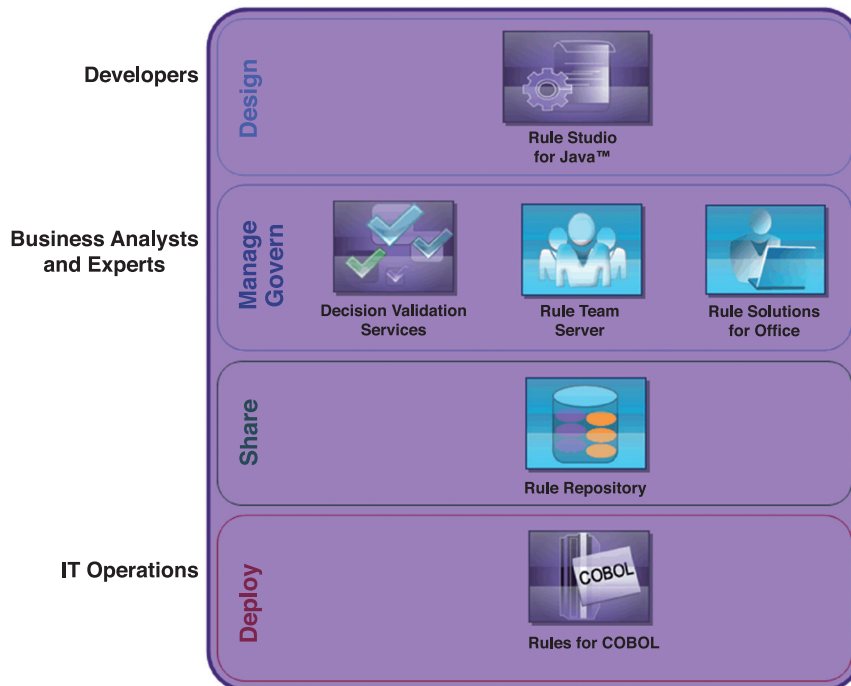 Developers
Design
Rule Studio
for Java™
Business Analysts
and Experts
Manage
Govern
Decision Validation
Services
Rule Team
Server
Rule Solutions
for Office
Share
Rule Repository
IT Operations
Deploy
COBOL
Rules for COBOL